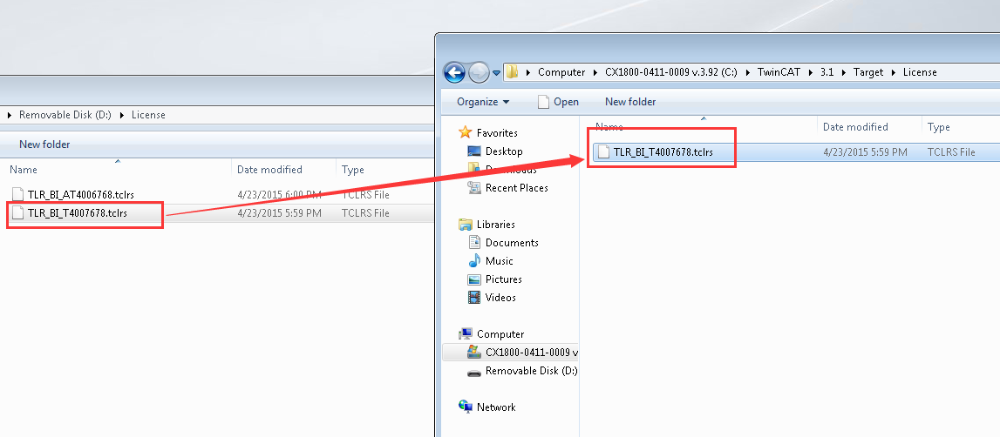 Removable Disk (D:) License
New folder
Name Date modified Type
TLR_BI_AT4006768.tclrs 4/23/2015 6:00 PM TCLRS File
TLR_BI_T4007678.tclrs 4/23/2015 5:59 PM TCLRS File
Computer CX1800-0411-0009 v.3.92 (C:) TwinCAT 3.1 Target License
Organize Open New folder
Name Date modified Type
TLR_BI_T4007678.tclrs 4/23/2015 5:59 PM TCLRS File
Favorites
Desktop
Downloads
Recent Places
Libraries
Documents
Music
Pictures
Videos
Computer
CX1800-0411-0009 v
Removable Disk (D:)
Network